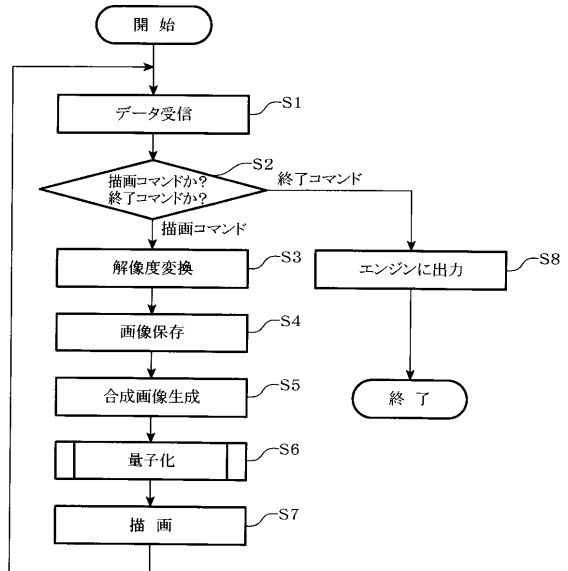 開 始
データ受信
S1
描画コマンドか?
終了コマンドか?
S2
終了コマンド
描画コマンド
解像度変換
S3
エンジンに出力
S8
画像保存
S4
合成画像生成
S5
終 了
量子化
S6
描 画
S7